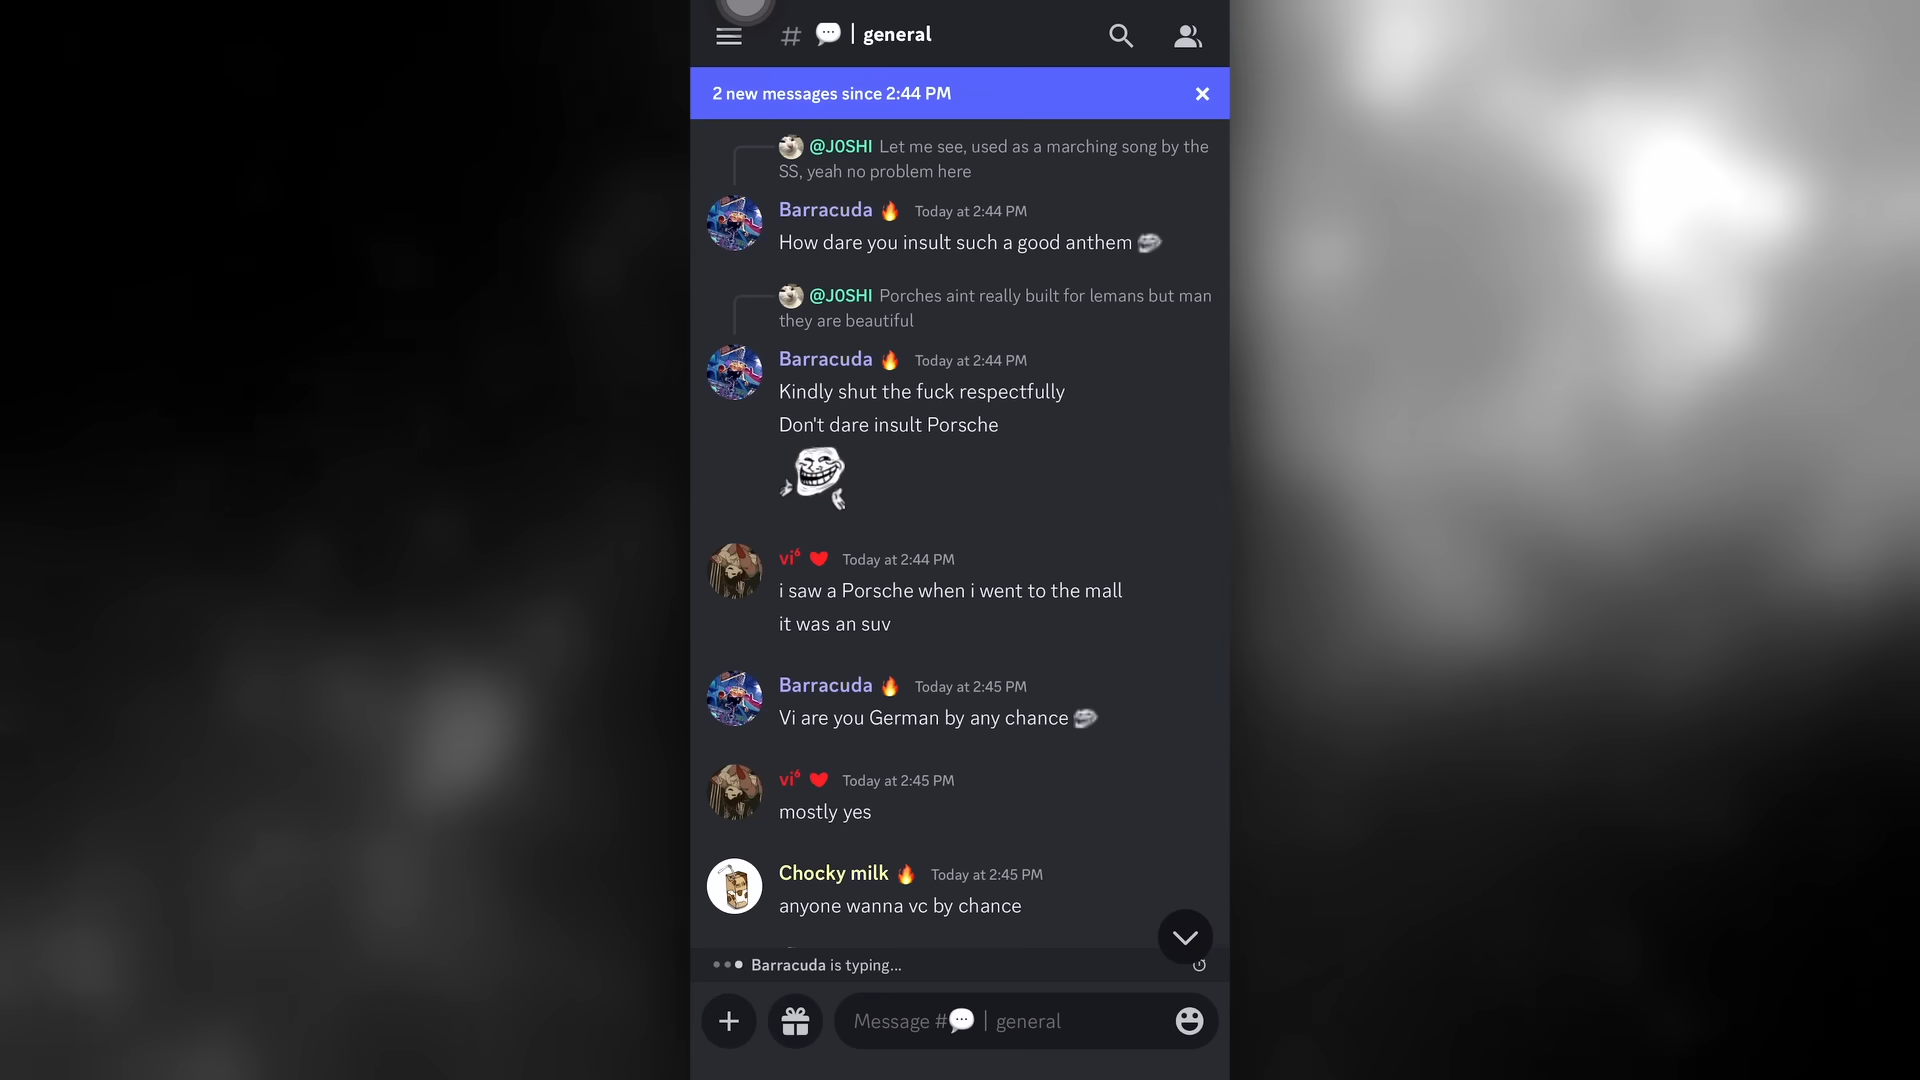 # 💬 | general
2 new messages since 2:44 PM
@J0SHI Let me see, used as a marching song by the
SS, yeah no problem here
Barracuda 🔥 Today at 2:44 PM
How dare you insult such a good anthem
@J0SHI Porches aint really built for lemans but man
they are beautiful
Barracuda 🔥 Today at 2:44 PM
Kindly shut the fuck respectfully
Don't dare insult Porsche
vi⁶ ❤️ Today at 2:44 PM
i saw a Porsche when i went to the mall
it was an suv
Barracuda 🔥 Today at 2:45 PM
Vi are you German by any chance
vi⁶ ❤️ Today at 2:45 PM
mostly yes
Chocky milk 🔥 Today at 2:45 PM
anyone wanna vc by chance
Barracuda is typing...
Message #💬 | general